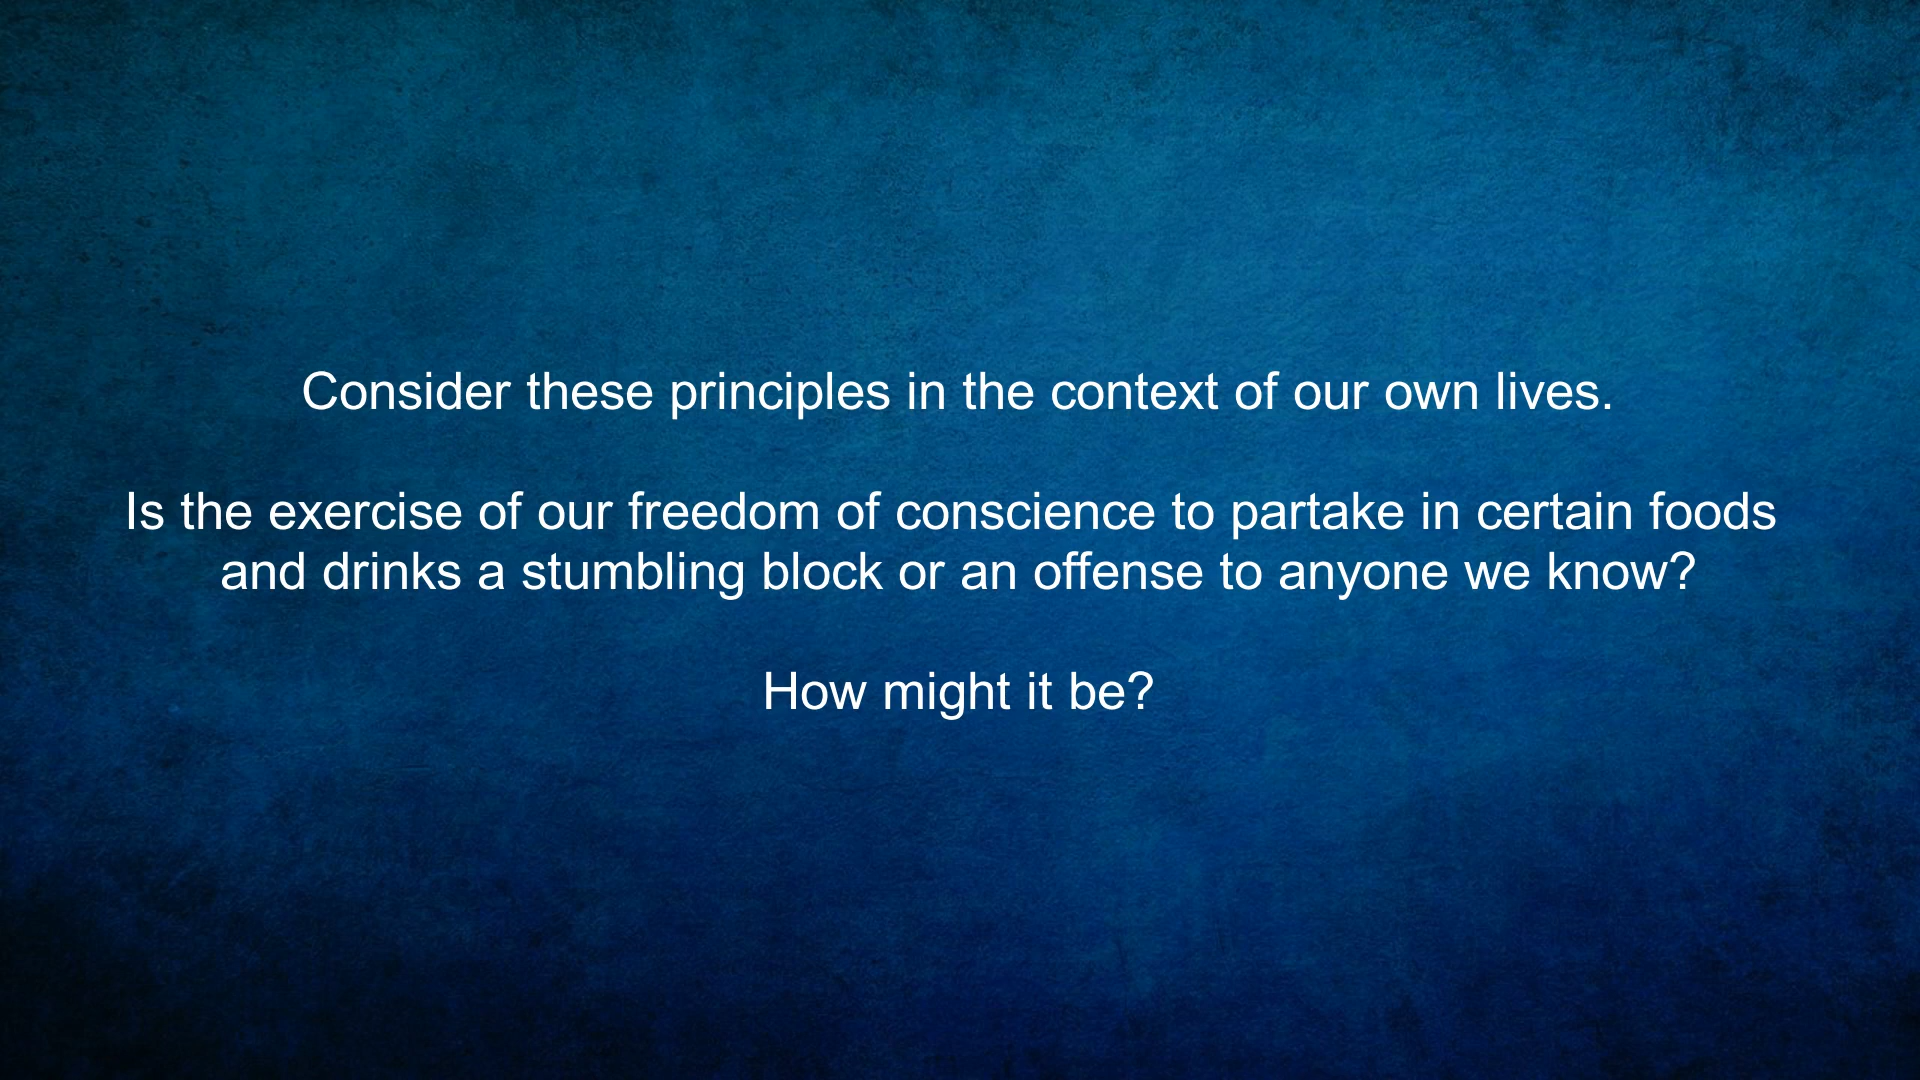 Consider these principles in the context of our own lives.
Is the exercise of our freedom of conscience to partake in certain foods
and drinks a stumbling block or an offense to anyone we know?
How might it be?